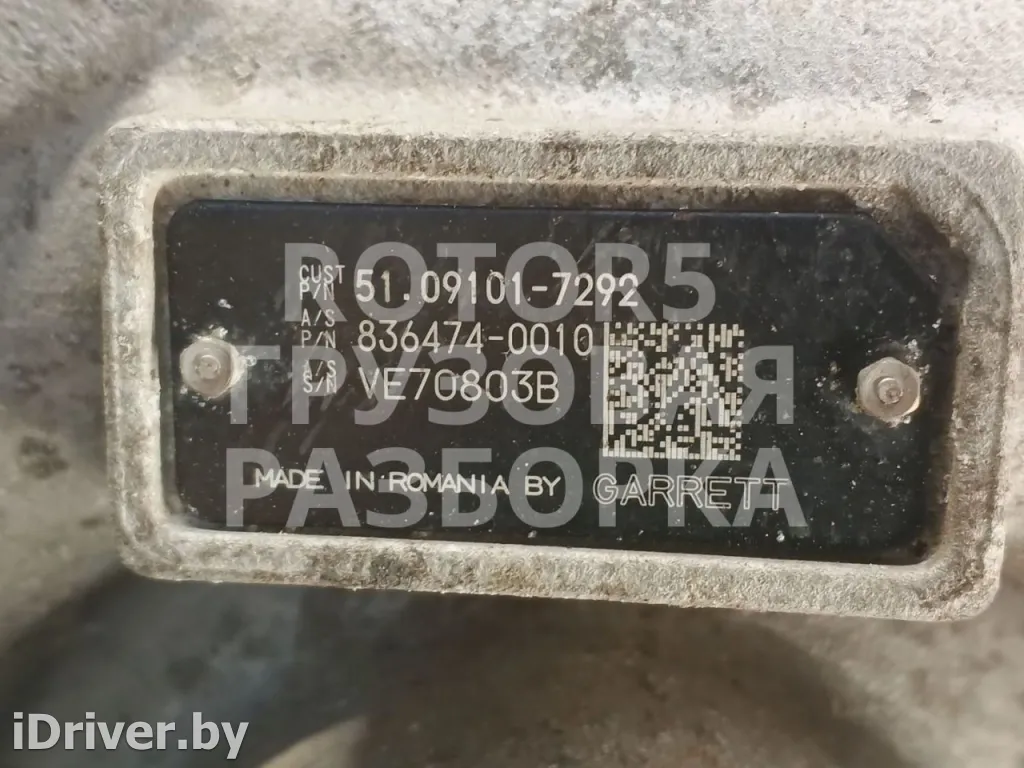 ROTOR5
ГРУЗОВАЯ
РАЗБОРКА
CUST P/N 51.09101-7292
A/S P/N 836474-0010
A/S S/N VE70803B
MADE IN ROMANIA BY GARRETT
iDriver.by